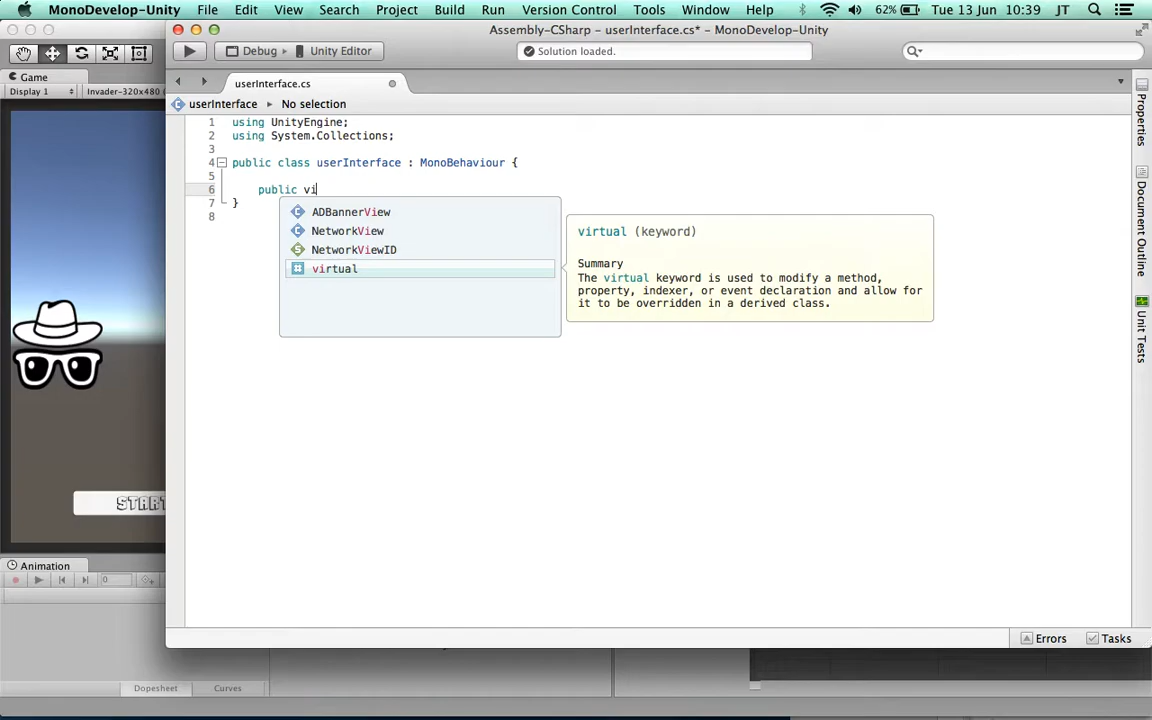 MonoDevelop-Unity File Edit View Search Project Build Run Version Control Tools Window Help 62% Tue 13 Jun 10:39 JT
Assembly-CSharp – userInterface.cs* – MonoDevelop-Unity
Debug Unity Editor
Solution loaded.
Game
Display 1 Invader-320x480
userInterface.cs
userInterface No selection
1 using UnityEngine;
2 using System.Collections;
3
4 public class userInterface : MonoBehaviour {
5
6 public vi
7 }
8
ADBannerView
NetworkView
NetworkViewID
virtual
virtual (keyword)
Summary
The virtual keyword is used to modify a method,
property, indexer, or event declaration and allow for
it to be overridden in a derived class.
Properties
Document Outline
Unit Tests
START
Animation
0
Errors Tasks
Dopesheet Curves